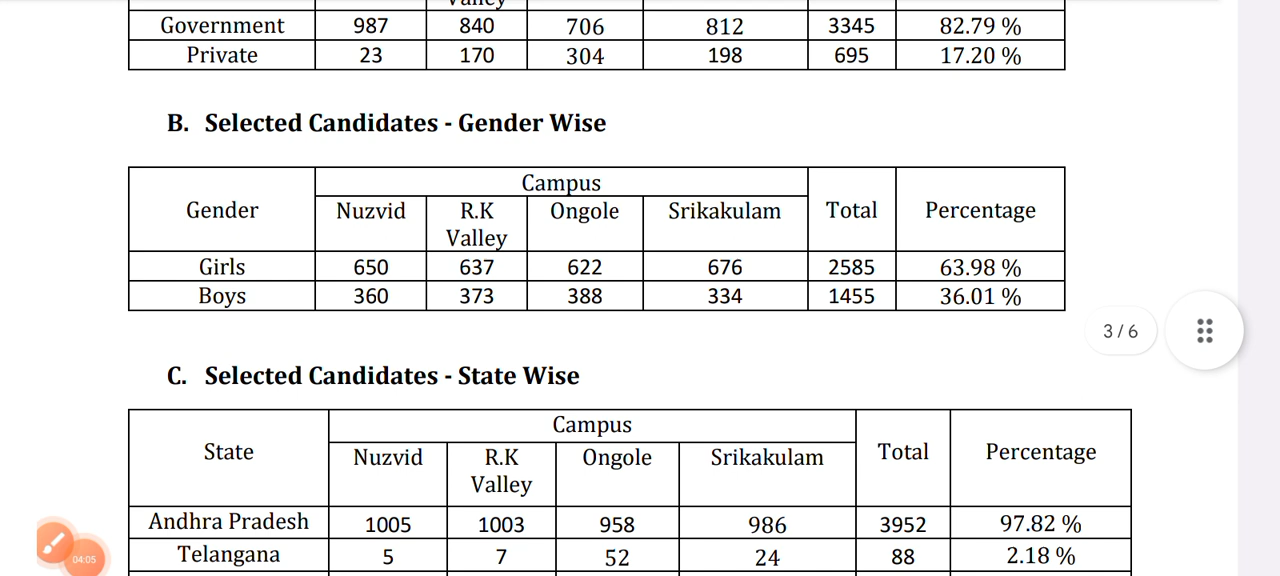 Valley
Government 987 840 706 812 3345 82.79 %
Private 23 170 304 198 695 17.20 %
B. Selected Candidates - Gender Wise
Campus
Gender Nuzvid R.K Valley Ongole Srikakulam Total Percentage
Girls 650 637 622 676 2585 63.98 %
Boys 360 373 388 334 1455 36.01 %
3 / 6
C. Selected Candidates - State Wise
Campus
State Nuzvid R.K Valley Ongole Srikakulam Total Percentage
Andhra Pradesh 1005 1003 958 986 3952 97.82 %
Telangana 5 7 52 24 88 2.18 %
04:05